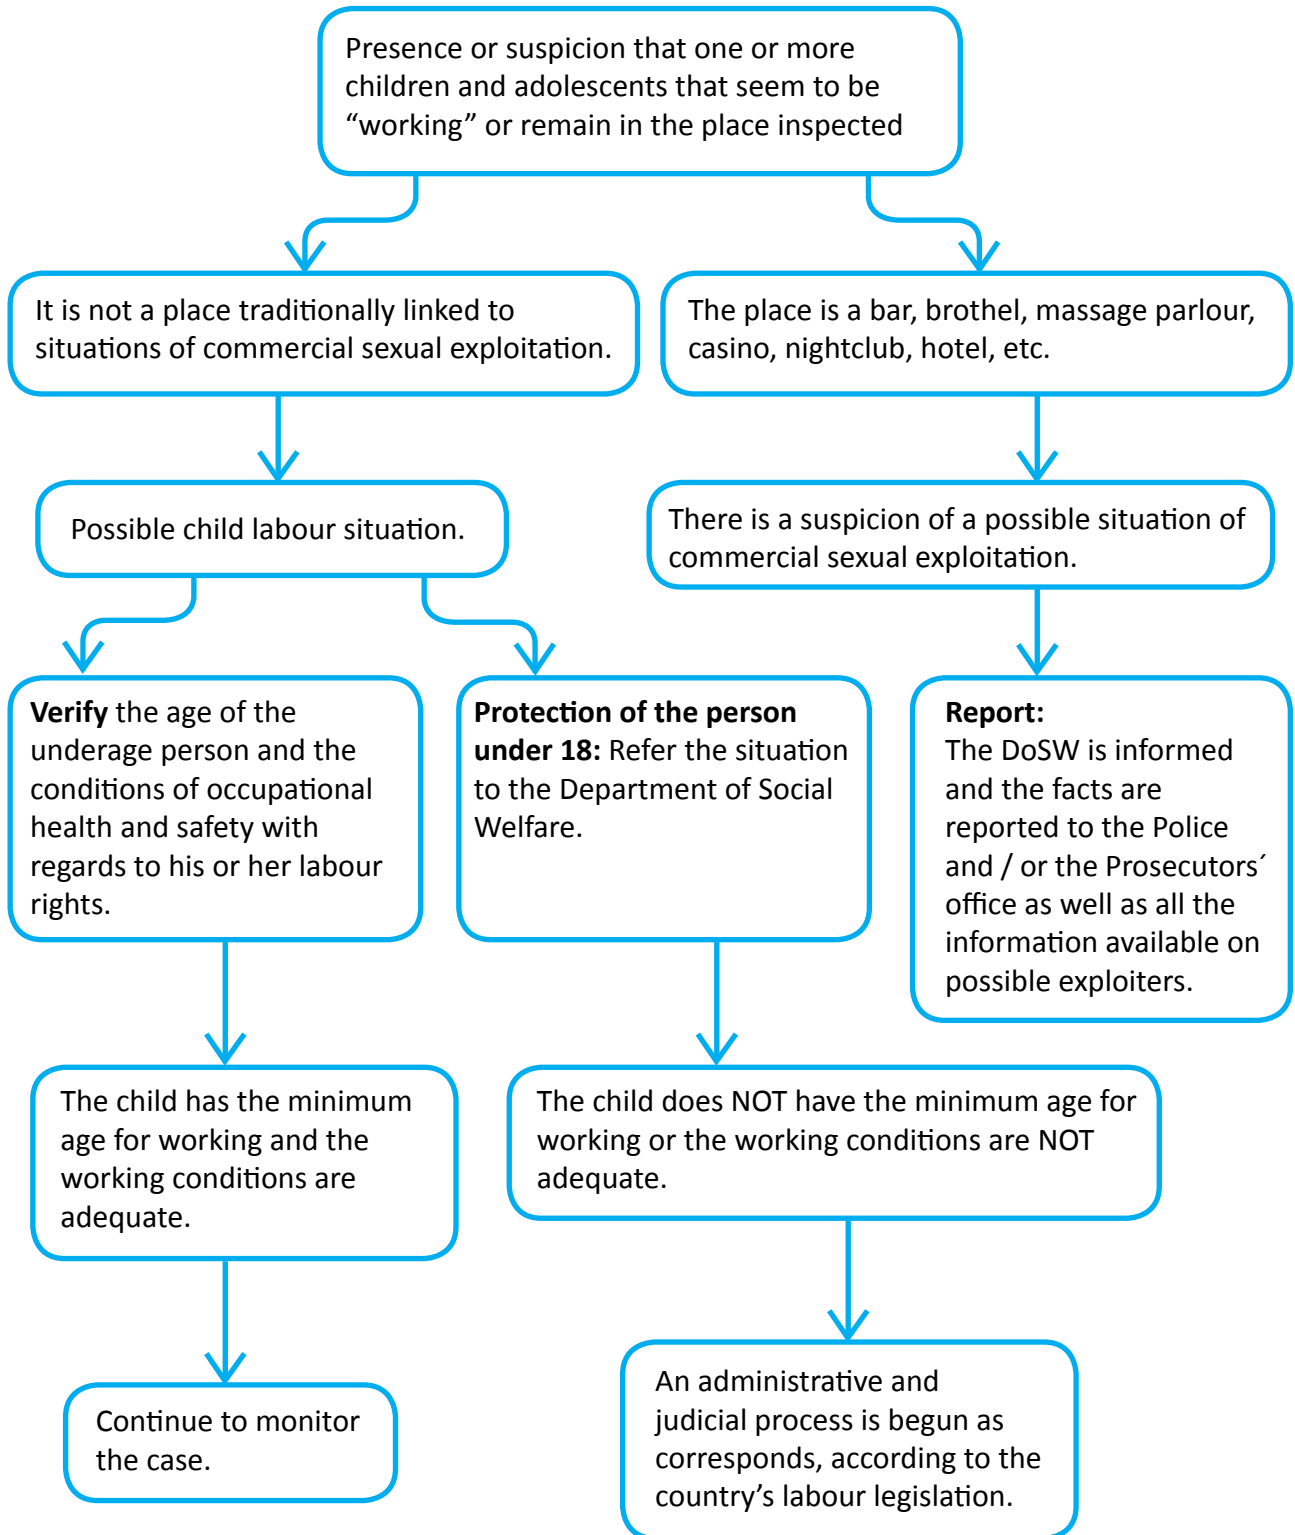 Presence or suspicion that one or more
children and adolescents that seem to be
“working” or remain in the place inspected
It is not a place traditionally linked to
situations of commercial sexual exploitation.
The place is a bar, brothel, massage parlour,
casino, nightclub, hotel, etc.
Possible child labour situation.
There is a suspicion of a possible situation of
commercial sexual exploitation.
Verify the age of the
underage person and the
conditions of occupational
health and safety with
regards to his or her labour
rights.
Protection of the person
under 18: Refer the situation
to the Department of Social
Welfare.
Report:
The DoSW is informed
and the facts are
reported to the Police
and / or the Prosecutors´
office as well as all the
information available on
possible exploiters.
The child has the minimum
age for working and the
working conditions are
adequate.
The child does NOT have the minimum age for
working or the working conditions are NOT
adequate.
Continue to monitor
the case.
An administrative and
judicial process is begun as
corresponds, according to the
country’s labour legislation.